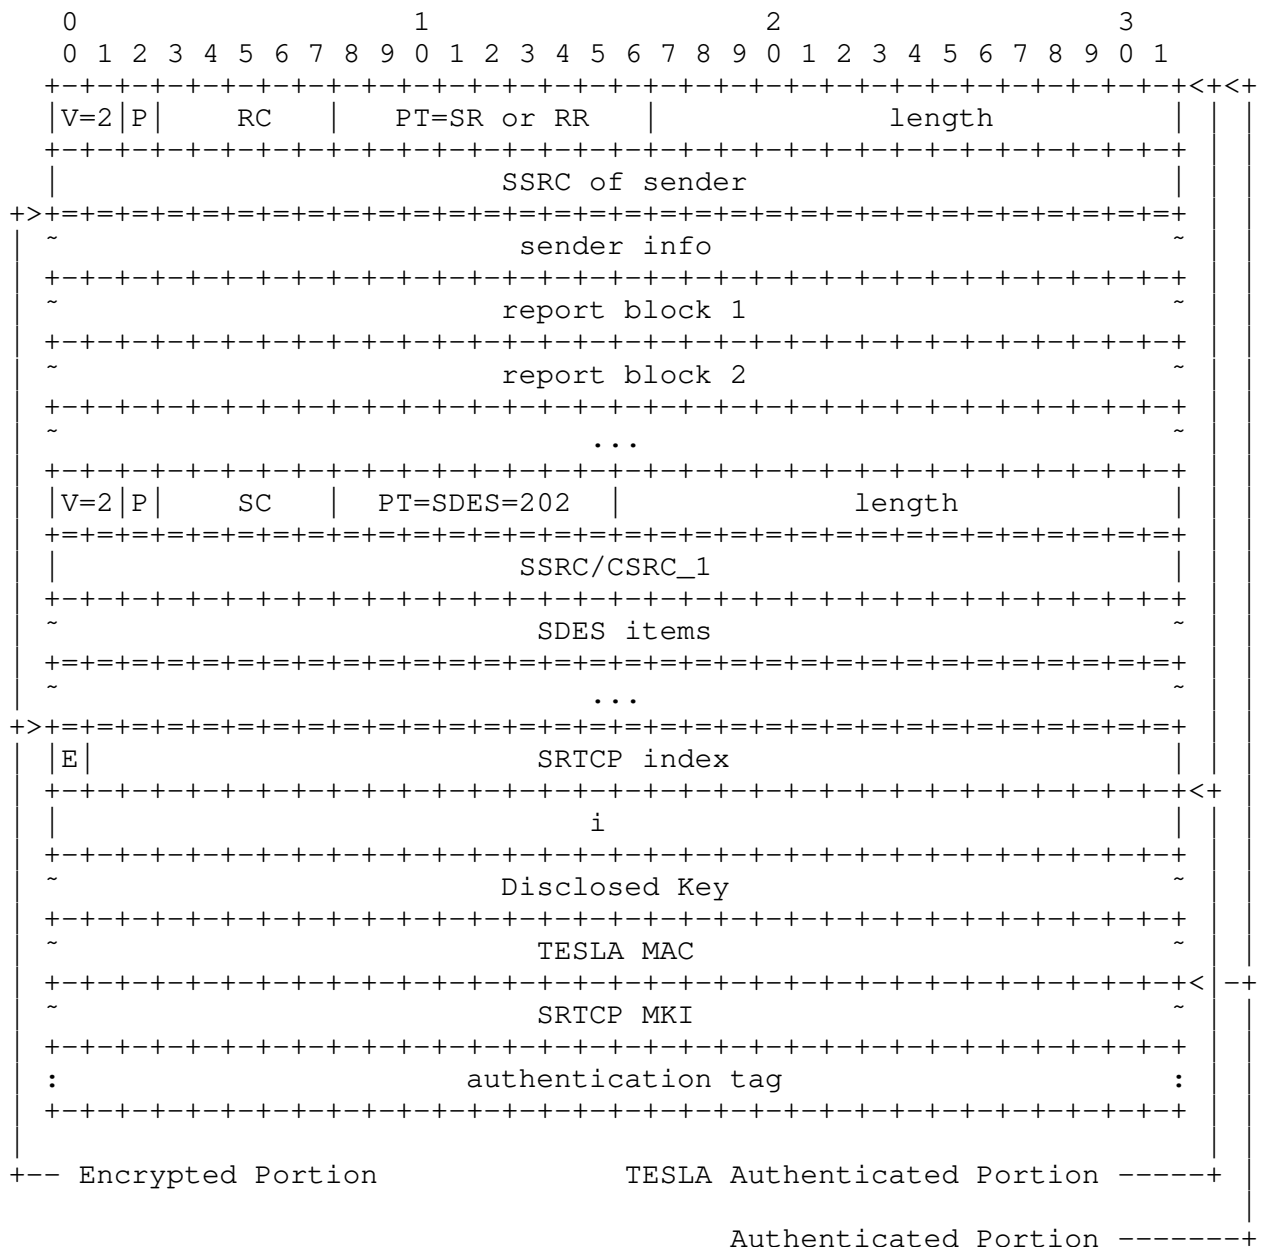 0                   1                   2                   3
0 1 2 3 4 5 6 7 8 9 0 1 2 3 4 5 6 7 8 9 0 1 2 3 4 5 6 7 8 9 0 1
|V=2|P|    RC   |   PT=SR or RR   |             length          |
SSRC of sender
sender info
report block 1
report block 2
...
|V=2|P|    SC   |  PT=SDES=202  |             length            |
SSRC/CSRC_1
SDES items
...
|E|                         SRTCP index                         |
i
Disclosed Key
TESLA MAC
SRTCP MKI
: authentication tag :
+-- Encrypted Portion              TESLA Authenticated Portion -----+
Authenticated Portion -------+